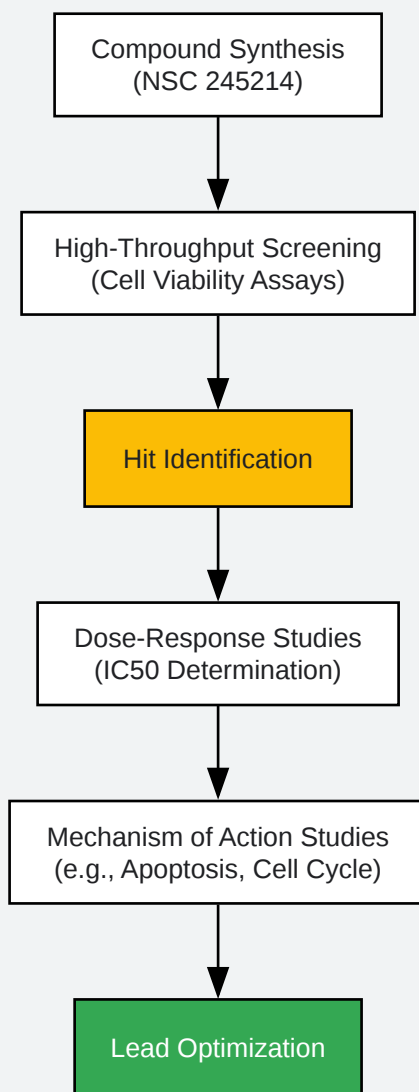 Compound Synthesis
(NSC 245214)
High-Throughput Screening
(Cell Viability Assays)
Hit Identification
Dose-Response Studies
(IC50 Determination)
Mechanism of Action Studies
(e.g., Apoptosis, Cell Cycle)
Lead Optimization